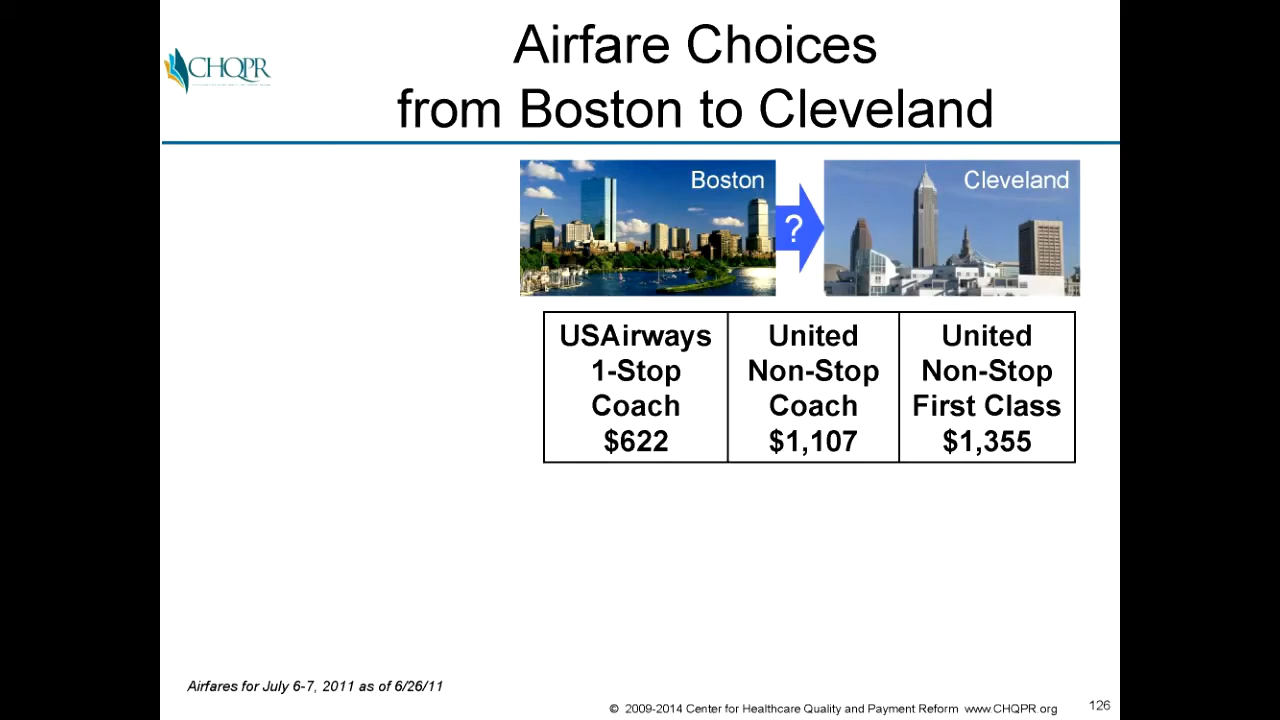 Airfare Choices
from Boston to Cleveland
CHQPR
Boston
?
Cleveland
USAirways
1-Stop
Coach
$622
United
Non-Stop
Coach
$1,107
United
Non-Stop
First Class
$1,355
Airfares for July 6-7, 2011 as of 6/26/11
© 2009-2014 Center for Healthcare Quality and Payment Reform www.CHQPR.org
126